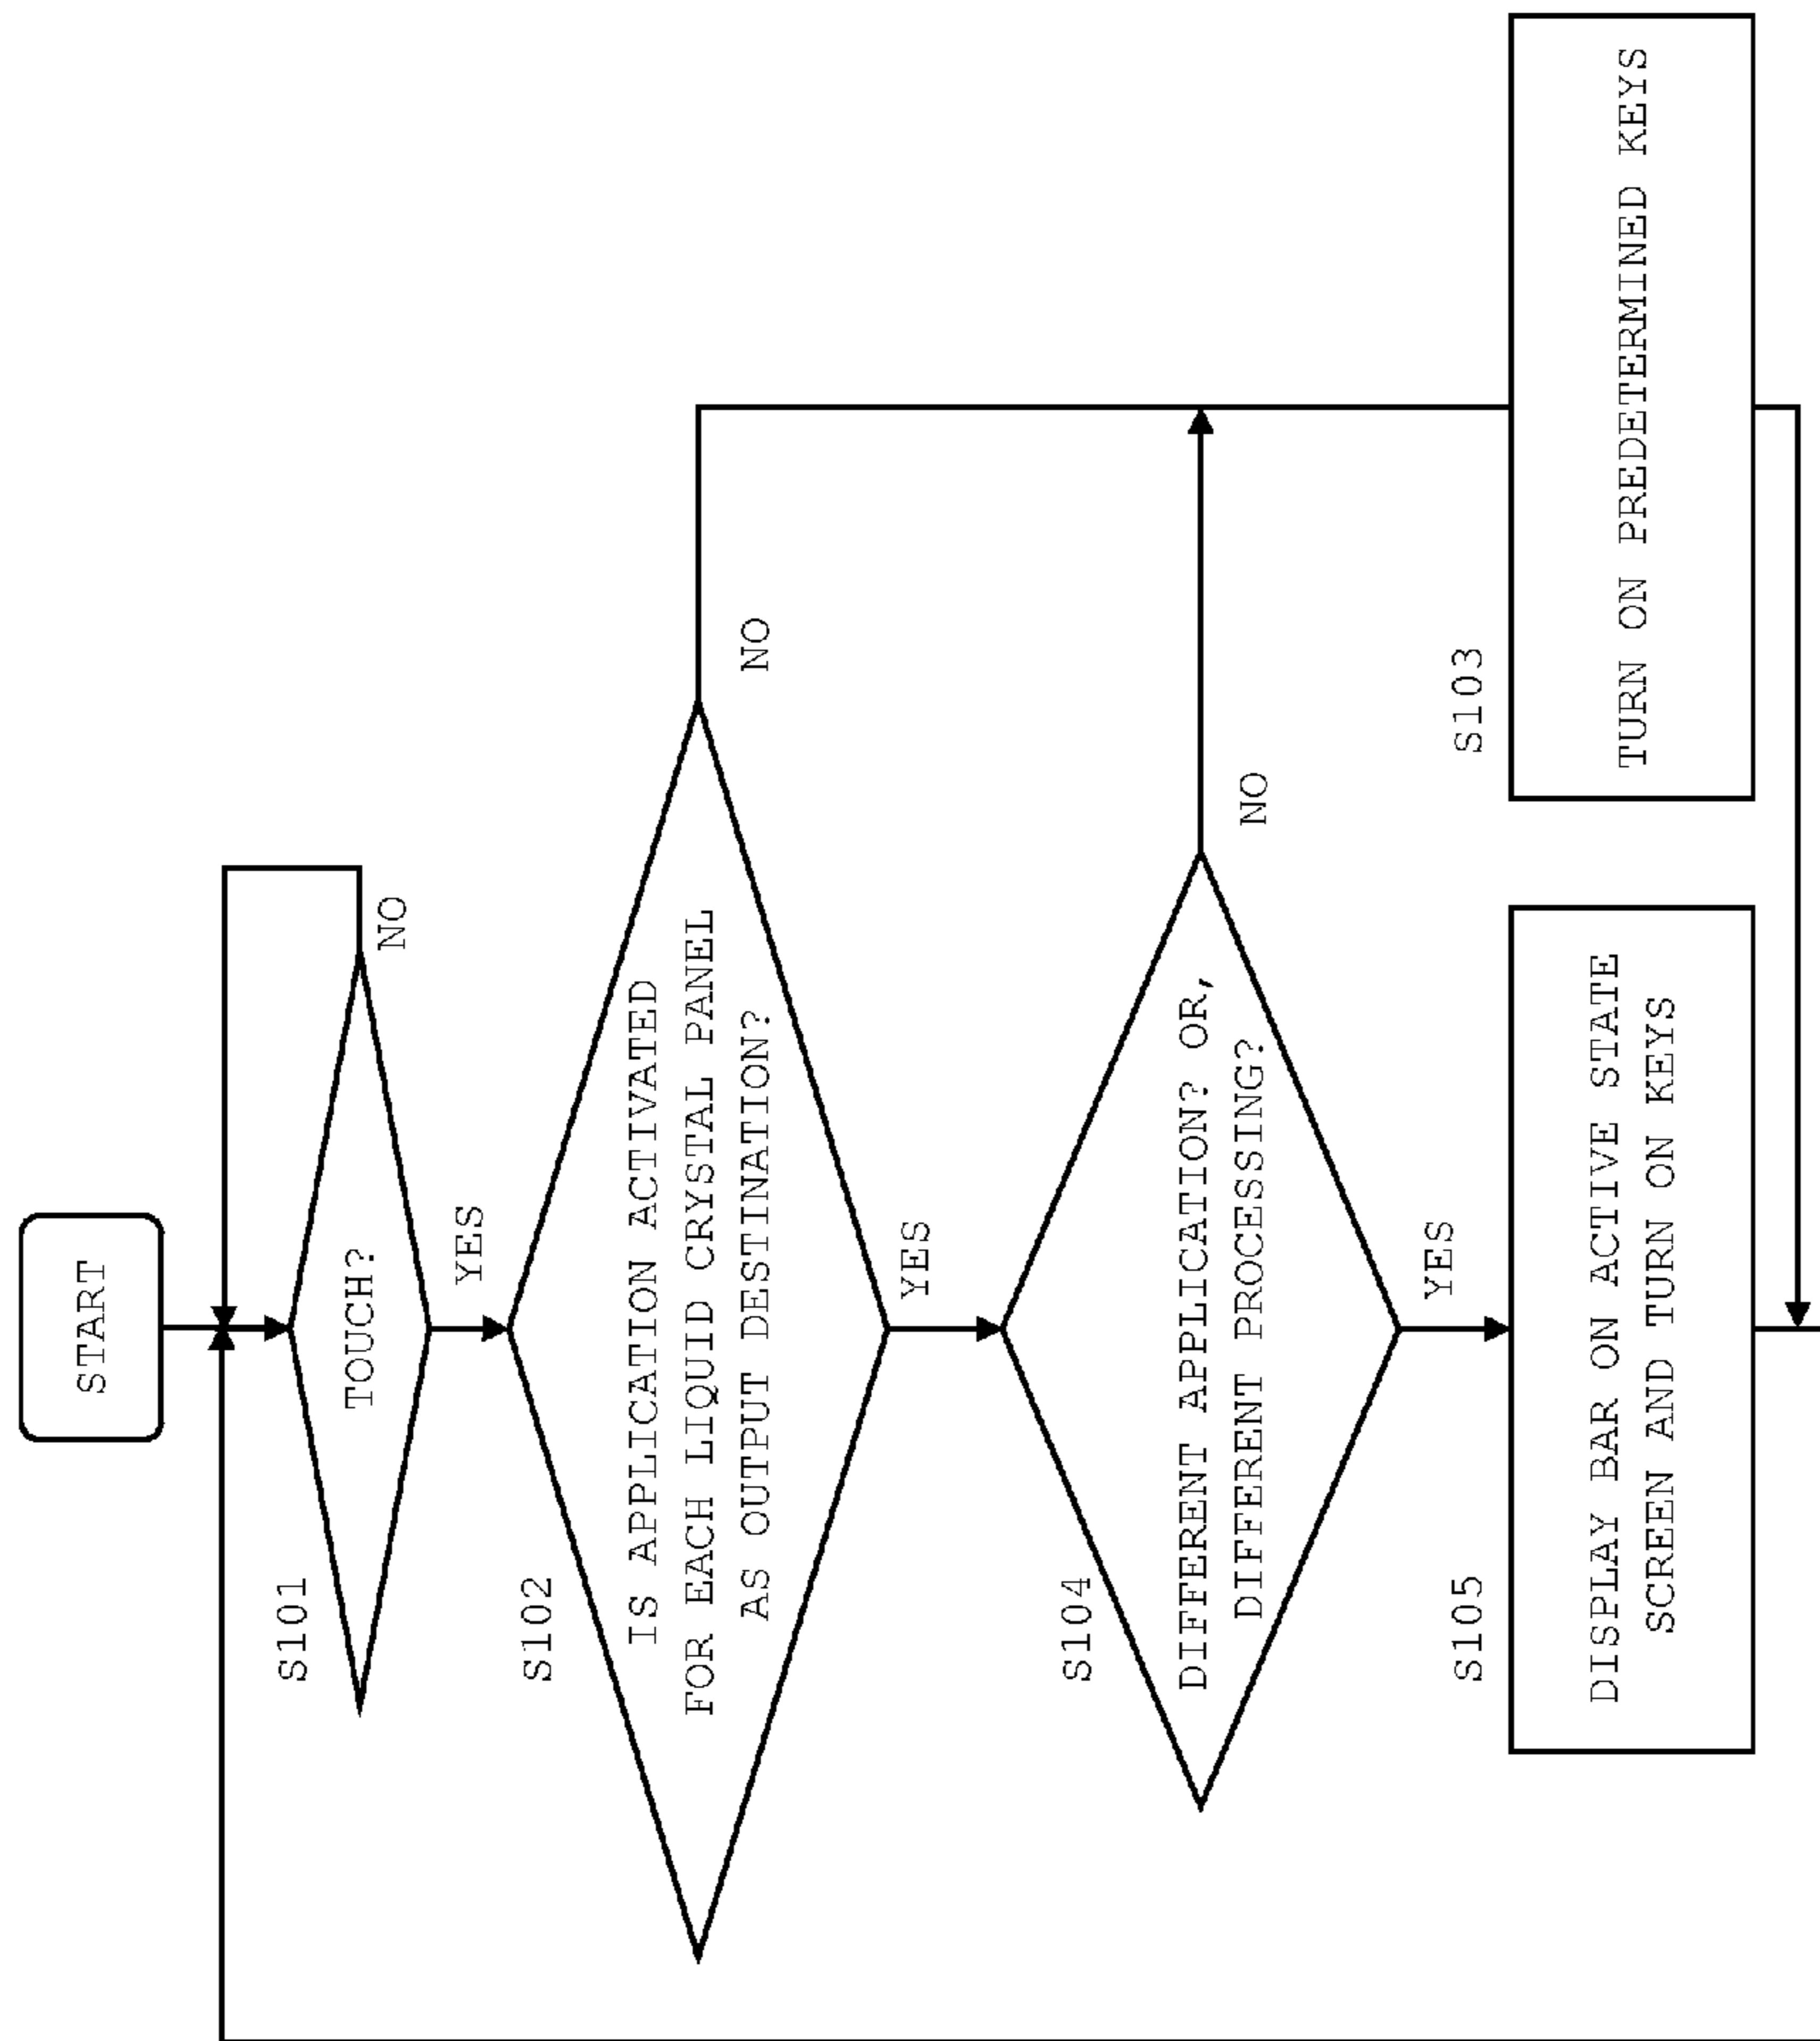 START
S101
TOUCH?
NO
YES
S102
IS APPLICATION ACTIVATED
FOR EACH LIQUID CRYSTAL PANEL
AS OUTPUT DESTINATION?
NO
YES
S104
DIFFERENT APPLICATION? OR,
DIFFERENT PROCESSING?
NO
YES
S105
DISPLAY BAR ON ACTIVE STATE
SCREEN AND TURN ON KEYS
S103
TURN ON PREDETERMINED KEYS